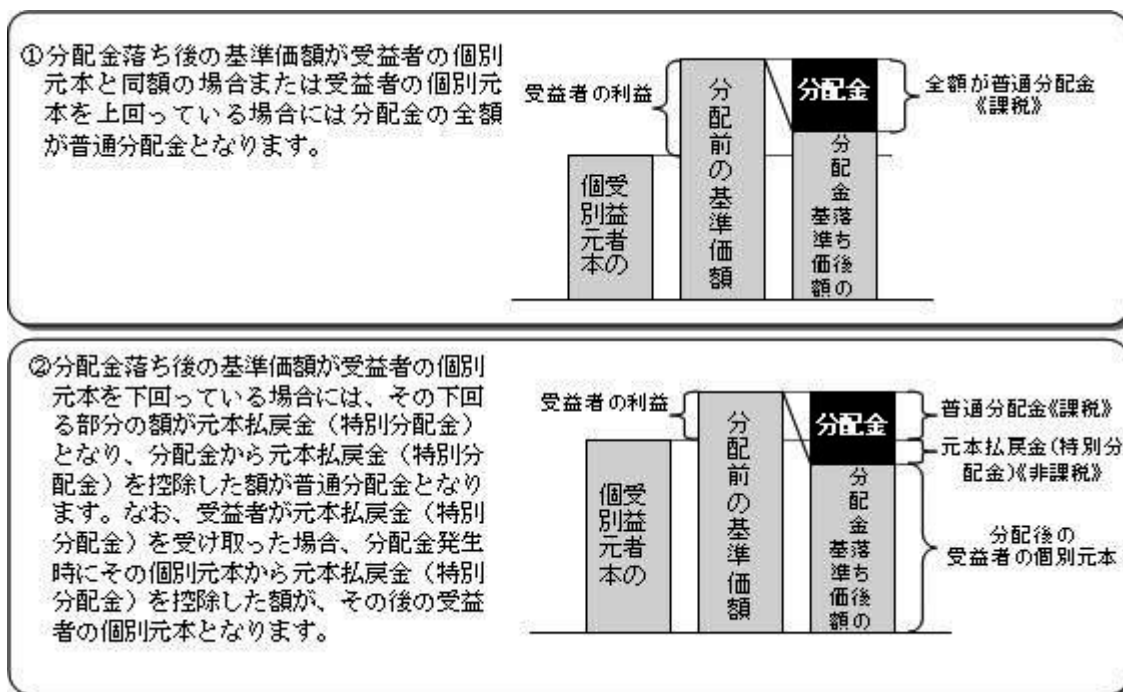 ①分配金落ち後の基準価額が受益者の個別
元本と同額の場合または受益者の個別元
本を上回っている場合には分配金の全額
が普通分配金となります。
受益者の利益
受益者の
個別元本
分配前の基準価額
分配金
分配金落ち後の
基準価額
全額が普通分配金
《課税》
②分配金落ち後の基準価額が受益者の個別
元本を下回っている場合には、その下回
る部分の額が元本払戻金（特別分配金）
となり、分配金から元本払戻金（特別分
配金）を控除した額が普通分配金となり
ます。なお、受益者が元本払戻金（特別
分配金）を受け取った場合、分配金発生
時にその個別元本から元本払戻金（特別
分配金）を控除した額が、その後の受益
者の個別元本となります。
受益者の利益
受益者の
個別元本
分配前の基準価額
分配金
分配金落ち後の
基準価額
普通分配金《課税》
元本払戻金(特別分
配金)《非課税》
分配後の
受益者の個別元本